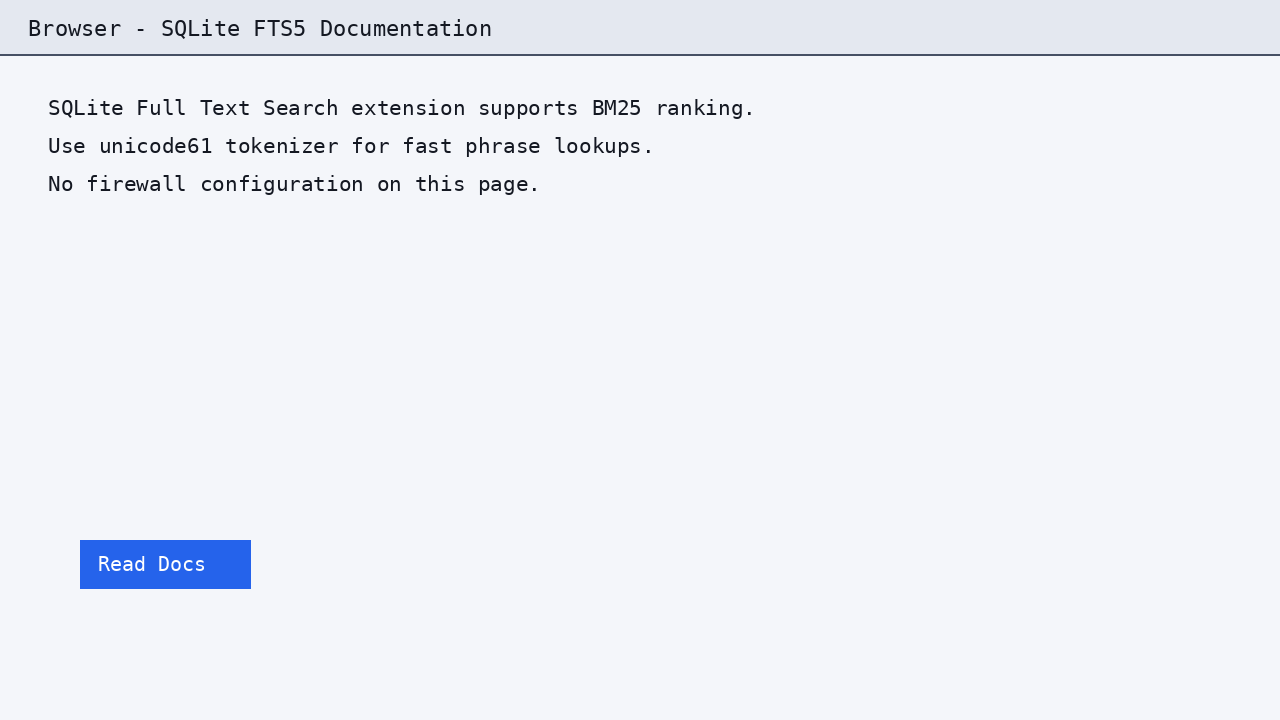 Browser - SQLite FTS5 Documentation
SQLite Full Text Search extension supports BM25 ranking.
Use unicode61 tokenizer for fast phrase lookups.
No firewall configuration on this page.
Read Docs